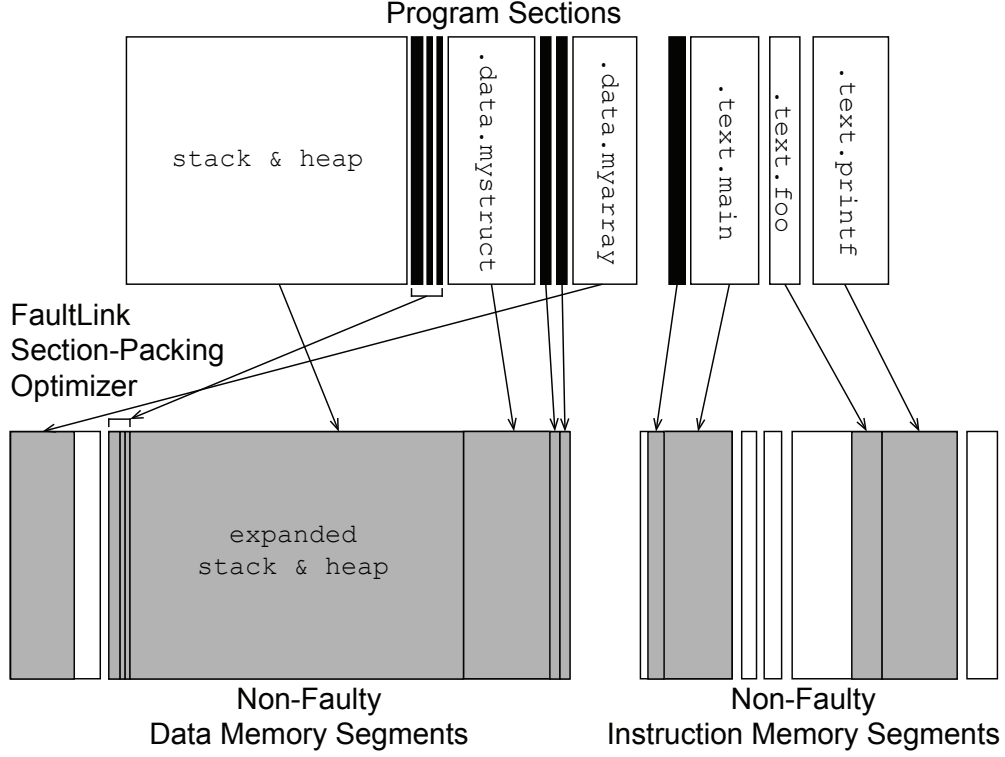 Program Sections
stack & heap
.data.mystruct
.data.myarray
.text.main
.text.foo
.text.printf
FaultLink
Section-Packing
Optimizer
expanded
stack & heap
Non-Faulty
Data Memory Segments
Non-Faulty
Instruction Memory Segments